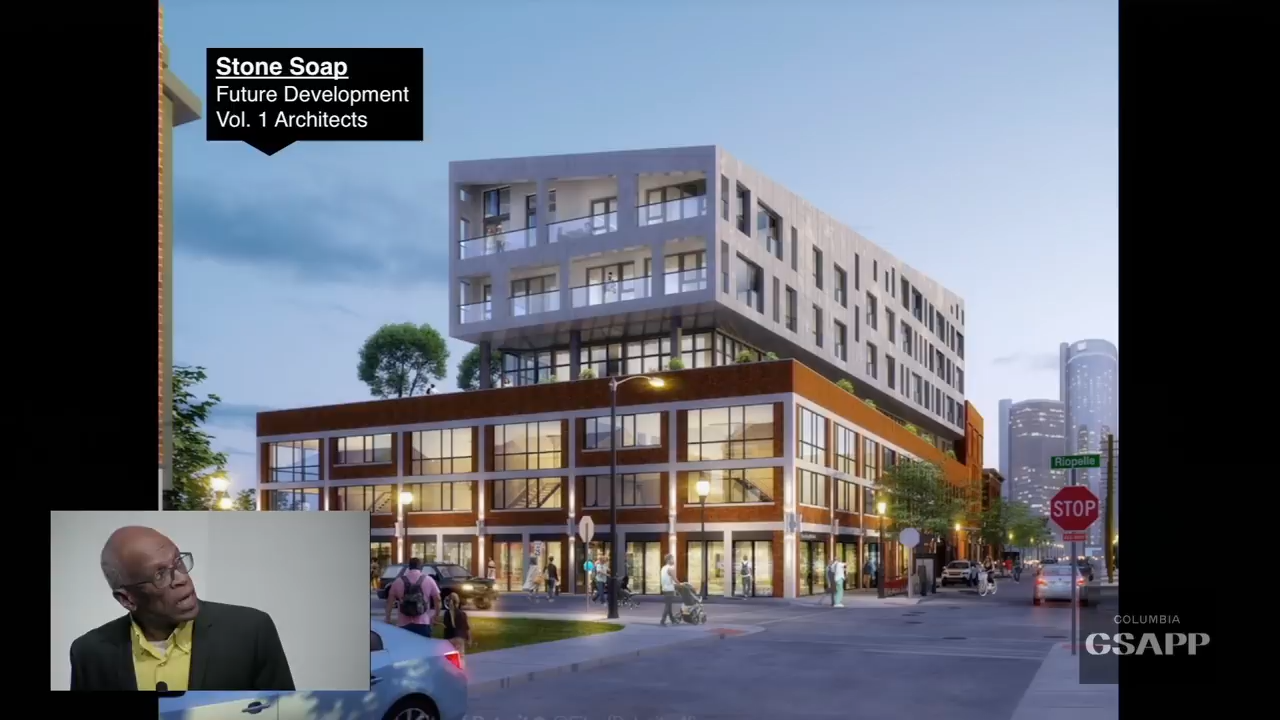 Stone Soap
Future Development
Vol. 1 Architects
Riopelle
STOP
COLUMBIA
GSAPP